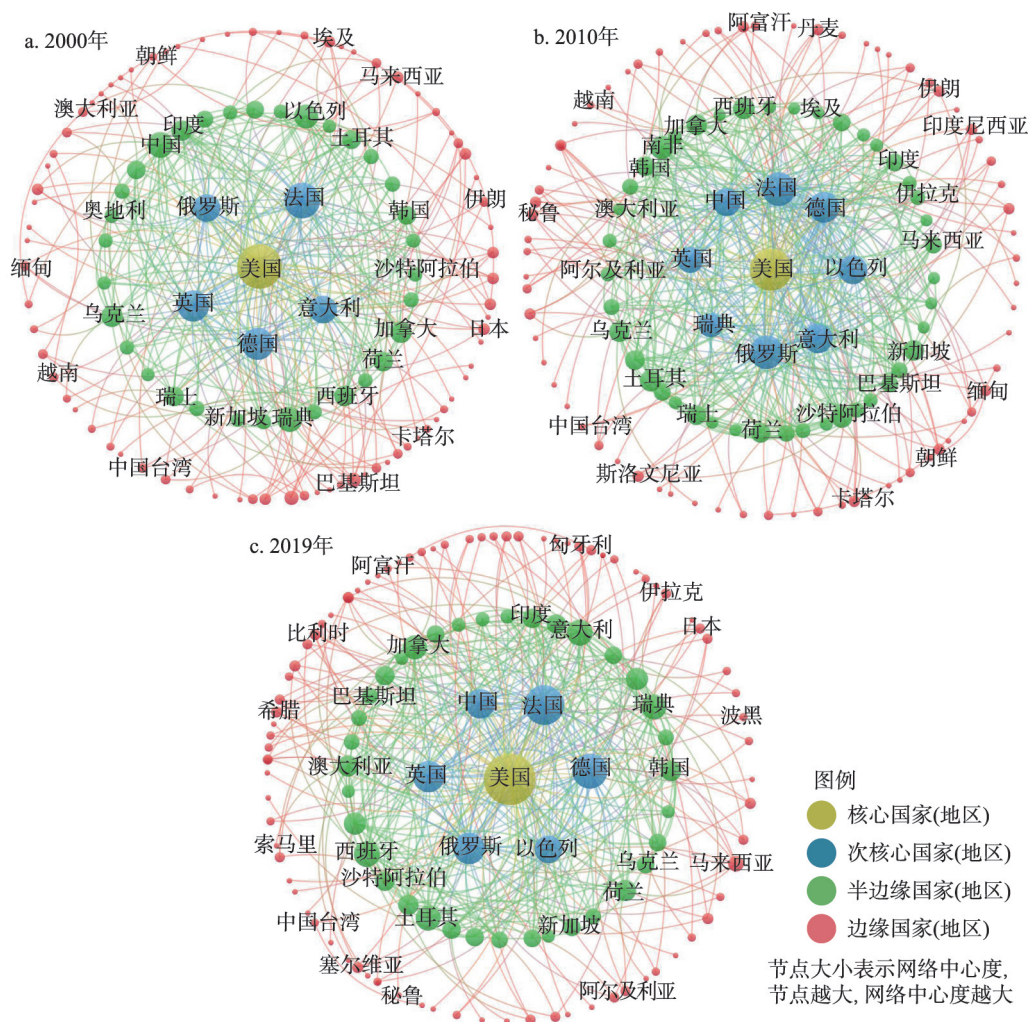 a. 2000年
埃及
朝鲜
马来西亚
澳大利亚
印度
以色列
中国
土耳其
法国
俄罗斯
奥地利
韩国
伊朗
美国
沙特阿拉伯
缅甸
英国
意大利
乌克兰
加拿大
日本
德国
荷兰
越南
瑞士
西班牙
新加坡
瑞典
卡塔尔
中国台湾
巴基斯坦
b. 2010年
阿富汗
丹麦
伊朗
越南
西班牙
埃及
加拿大
印度尼西亚
南非
印度
韩国
法国
伊拉克
中国
德国
秘鲁
澳大利亚
马来西亚
英国
美国
以色列
阿尔及利亚
乌克兰
瑞典
意大利
俄罗斯
新加坡
土耳其
巴基斯坦
缅甸
瑞士
沙特阿拉伯
荷兰
中国台湾
朝鲜
斯洛文尼亚
卡塔尔
c. 2019年
匈牙利
阿富汗
伊拉克
比利时
印度
意大利
日本
加拿大
巴基斯坦
中国
法国
瑞典
希腊
波黑
澳大利亚
英国
美国
德国
韩国
索马里
俄罗斯
以色列
西班牙
乌克兰
马来西亚
沙特阿拉伯
荷兰
中国台湾
土耳其
新加坡
塞尔维亚
秘鲁
阿尔及利亚
图例
核心国家(地区)
次核心国家(地区)
半边缘国家(地区)
边缘国家(地区)
节点大小表示网络中心度,
节点越大, 网络中心度越大